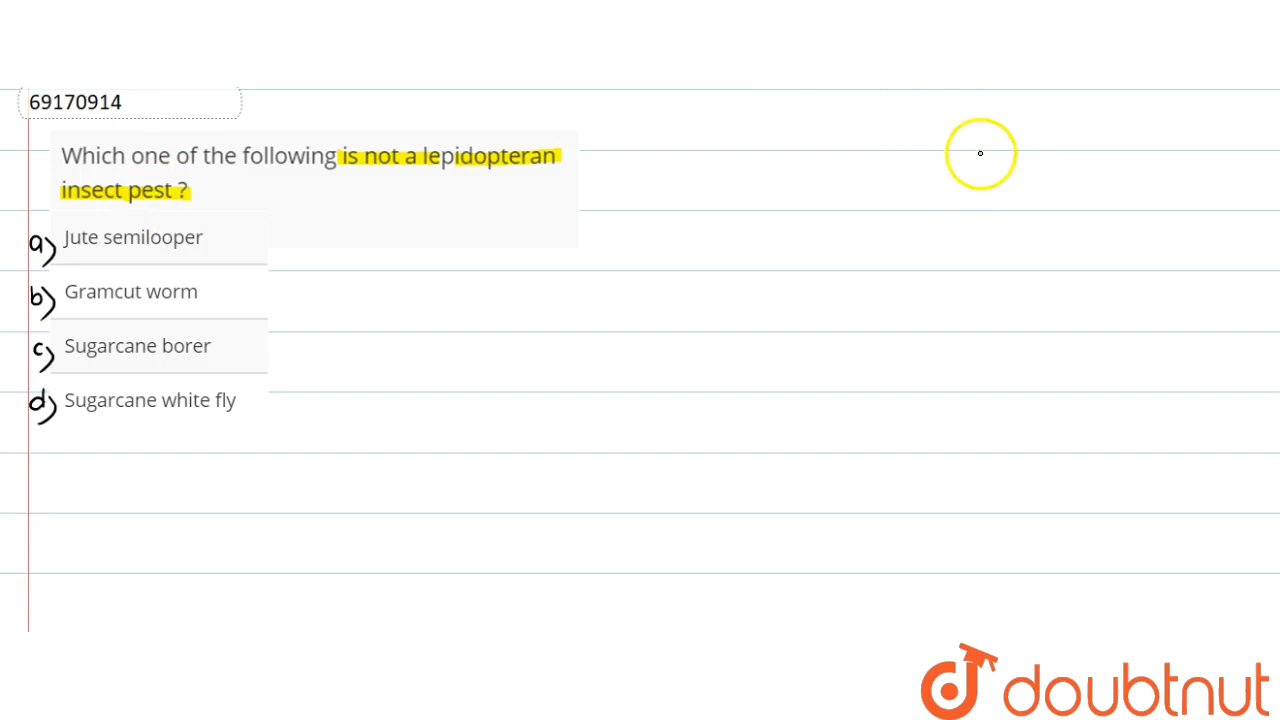 69170914
Which one of the following is not a lepidopteran
insect pest ?
a) Jute semilooper
b) Gramcut worm
c) Sugarcane borer
d) Sugarcane white fly
doubtnut